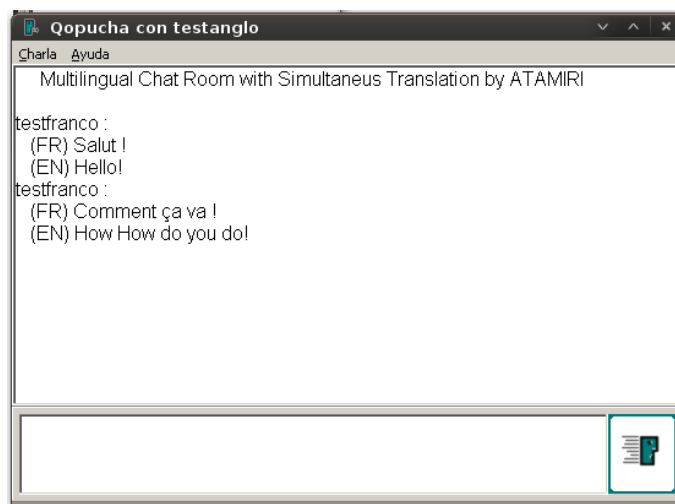 Qopucha con testanglo
Charla Ayuda
Multilingual Chat Room with Simultaneus Translation by ATAMIRI
testfranco :
(FR) Salut !
(EN) Hello!
testfranco :
(FR) Comment ça va !
(EN) How How do you do!